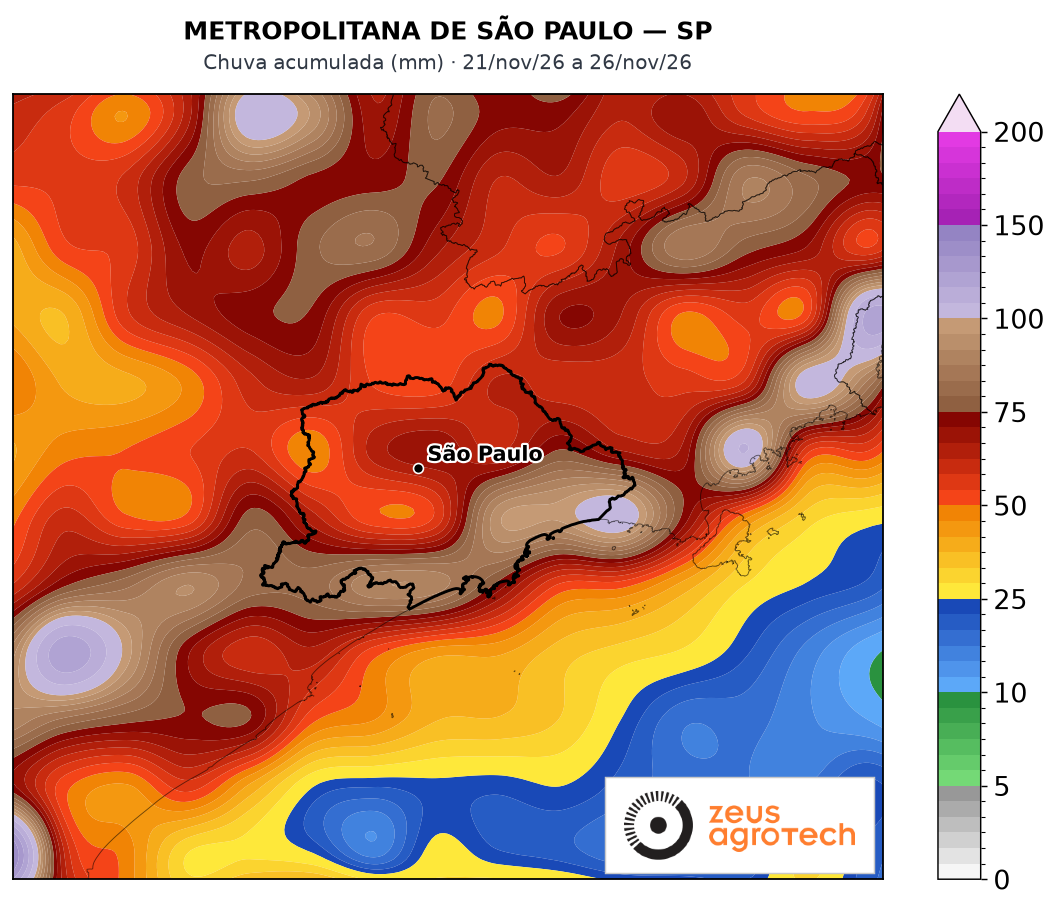 METROPOLITANA DE SÃO PAULO — SP
Chuva acumulada (mm) · 21/nov/26 a 26/nov/26
200
150
100
75
50
25
10
5
0
São Paulo
zeus
agrotech